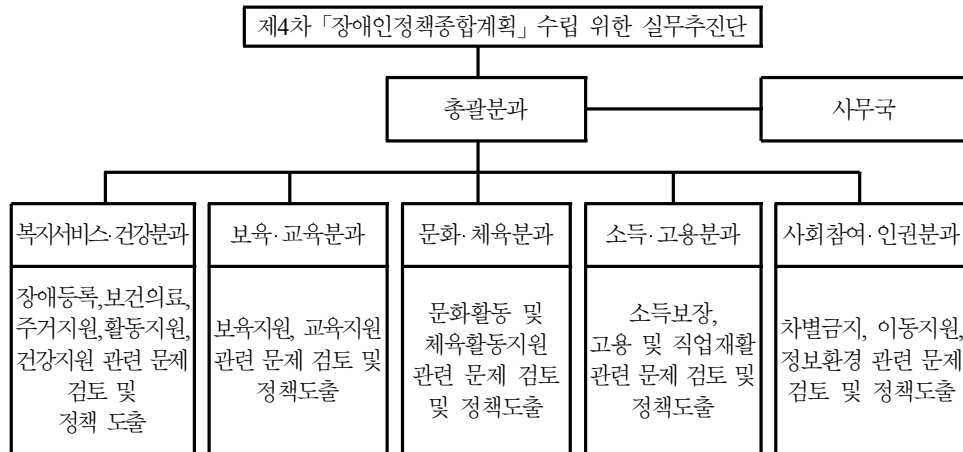 제4차 「장애인정책종합계획」 수립 위한 실무추진단
총괄분과
사무국
복지서비스·건강분과
장애등록,보건의료,
주거지원,활동지원,
건강지원 관련 문제
검토 및
정책 도출
보육·교육분과
보육지원, 교육지원
관련 문제 검토 및
정책도출
문화·체육분과
문화활동 및
체육활동지원
관련 문제 검토
및 정책도출
소득·고용분과
소득보장,
고용 및 직업재활
관련 문제 검토 및
정책도출
사회참여·인권분과
차별금지, 이동지원,
정보환경 관련 문제
검토 및 정책도출